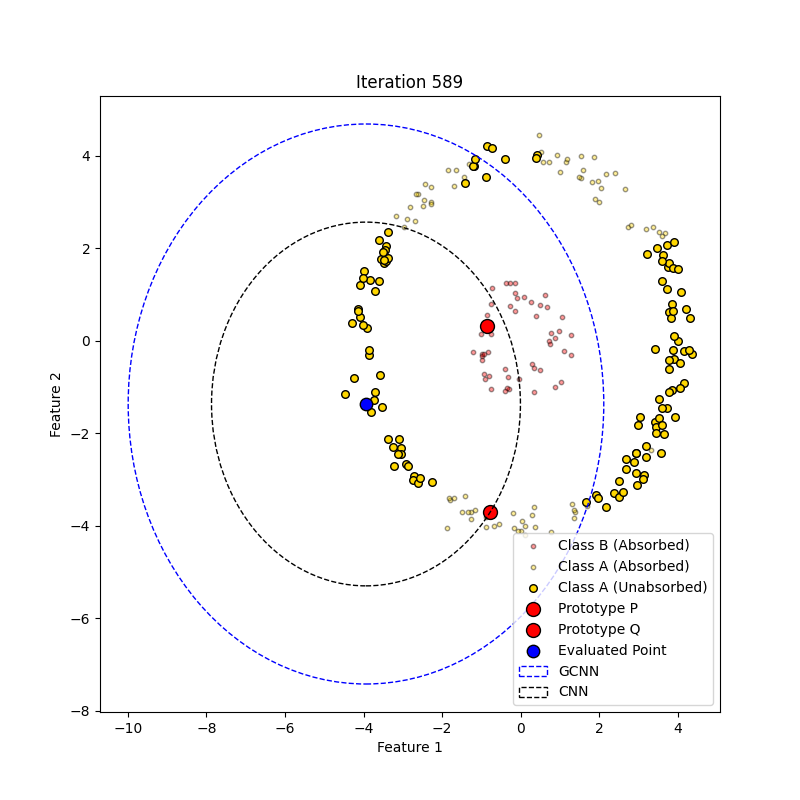 Iteration 589
Feature 2
4
2
0
−2
−4
−6
−8
−10
−8
−6
−4
−2
0
2
4
Feature 1
Class B (Absorbed)
Class A (Absorbed)
Class A (Unabsorbed)
Prototype P
Prototype Q
Evaluated Point
GCNN
CNN